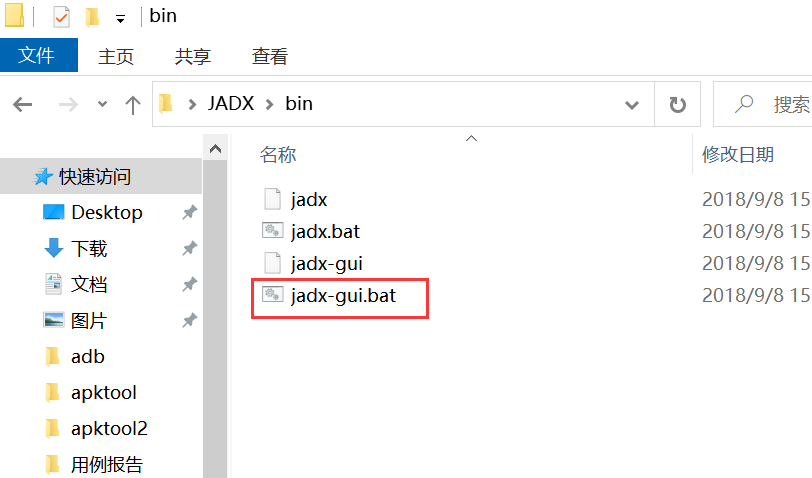 bin
文件 主页 共享 查看
JADX bin 搜索
名称 修改日期
快速访问
Desktop
下载
文档
图片
adb
apktool
apktool2
用例报告
jadx 2018/9/8 15
jadx.bat 2018/9/8 15
jadx-gui 2018/9/8 15
jadx-gui.bat 2018/9/8 15